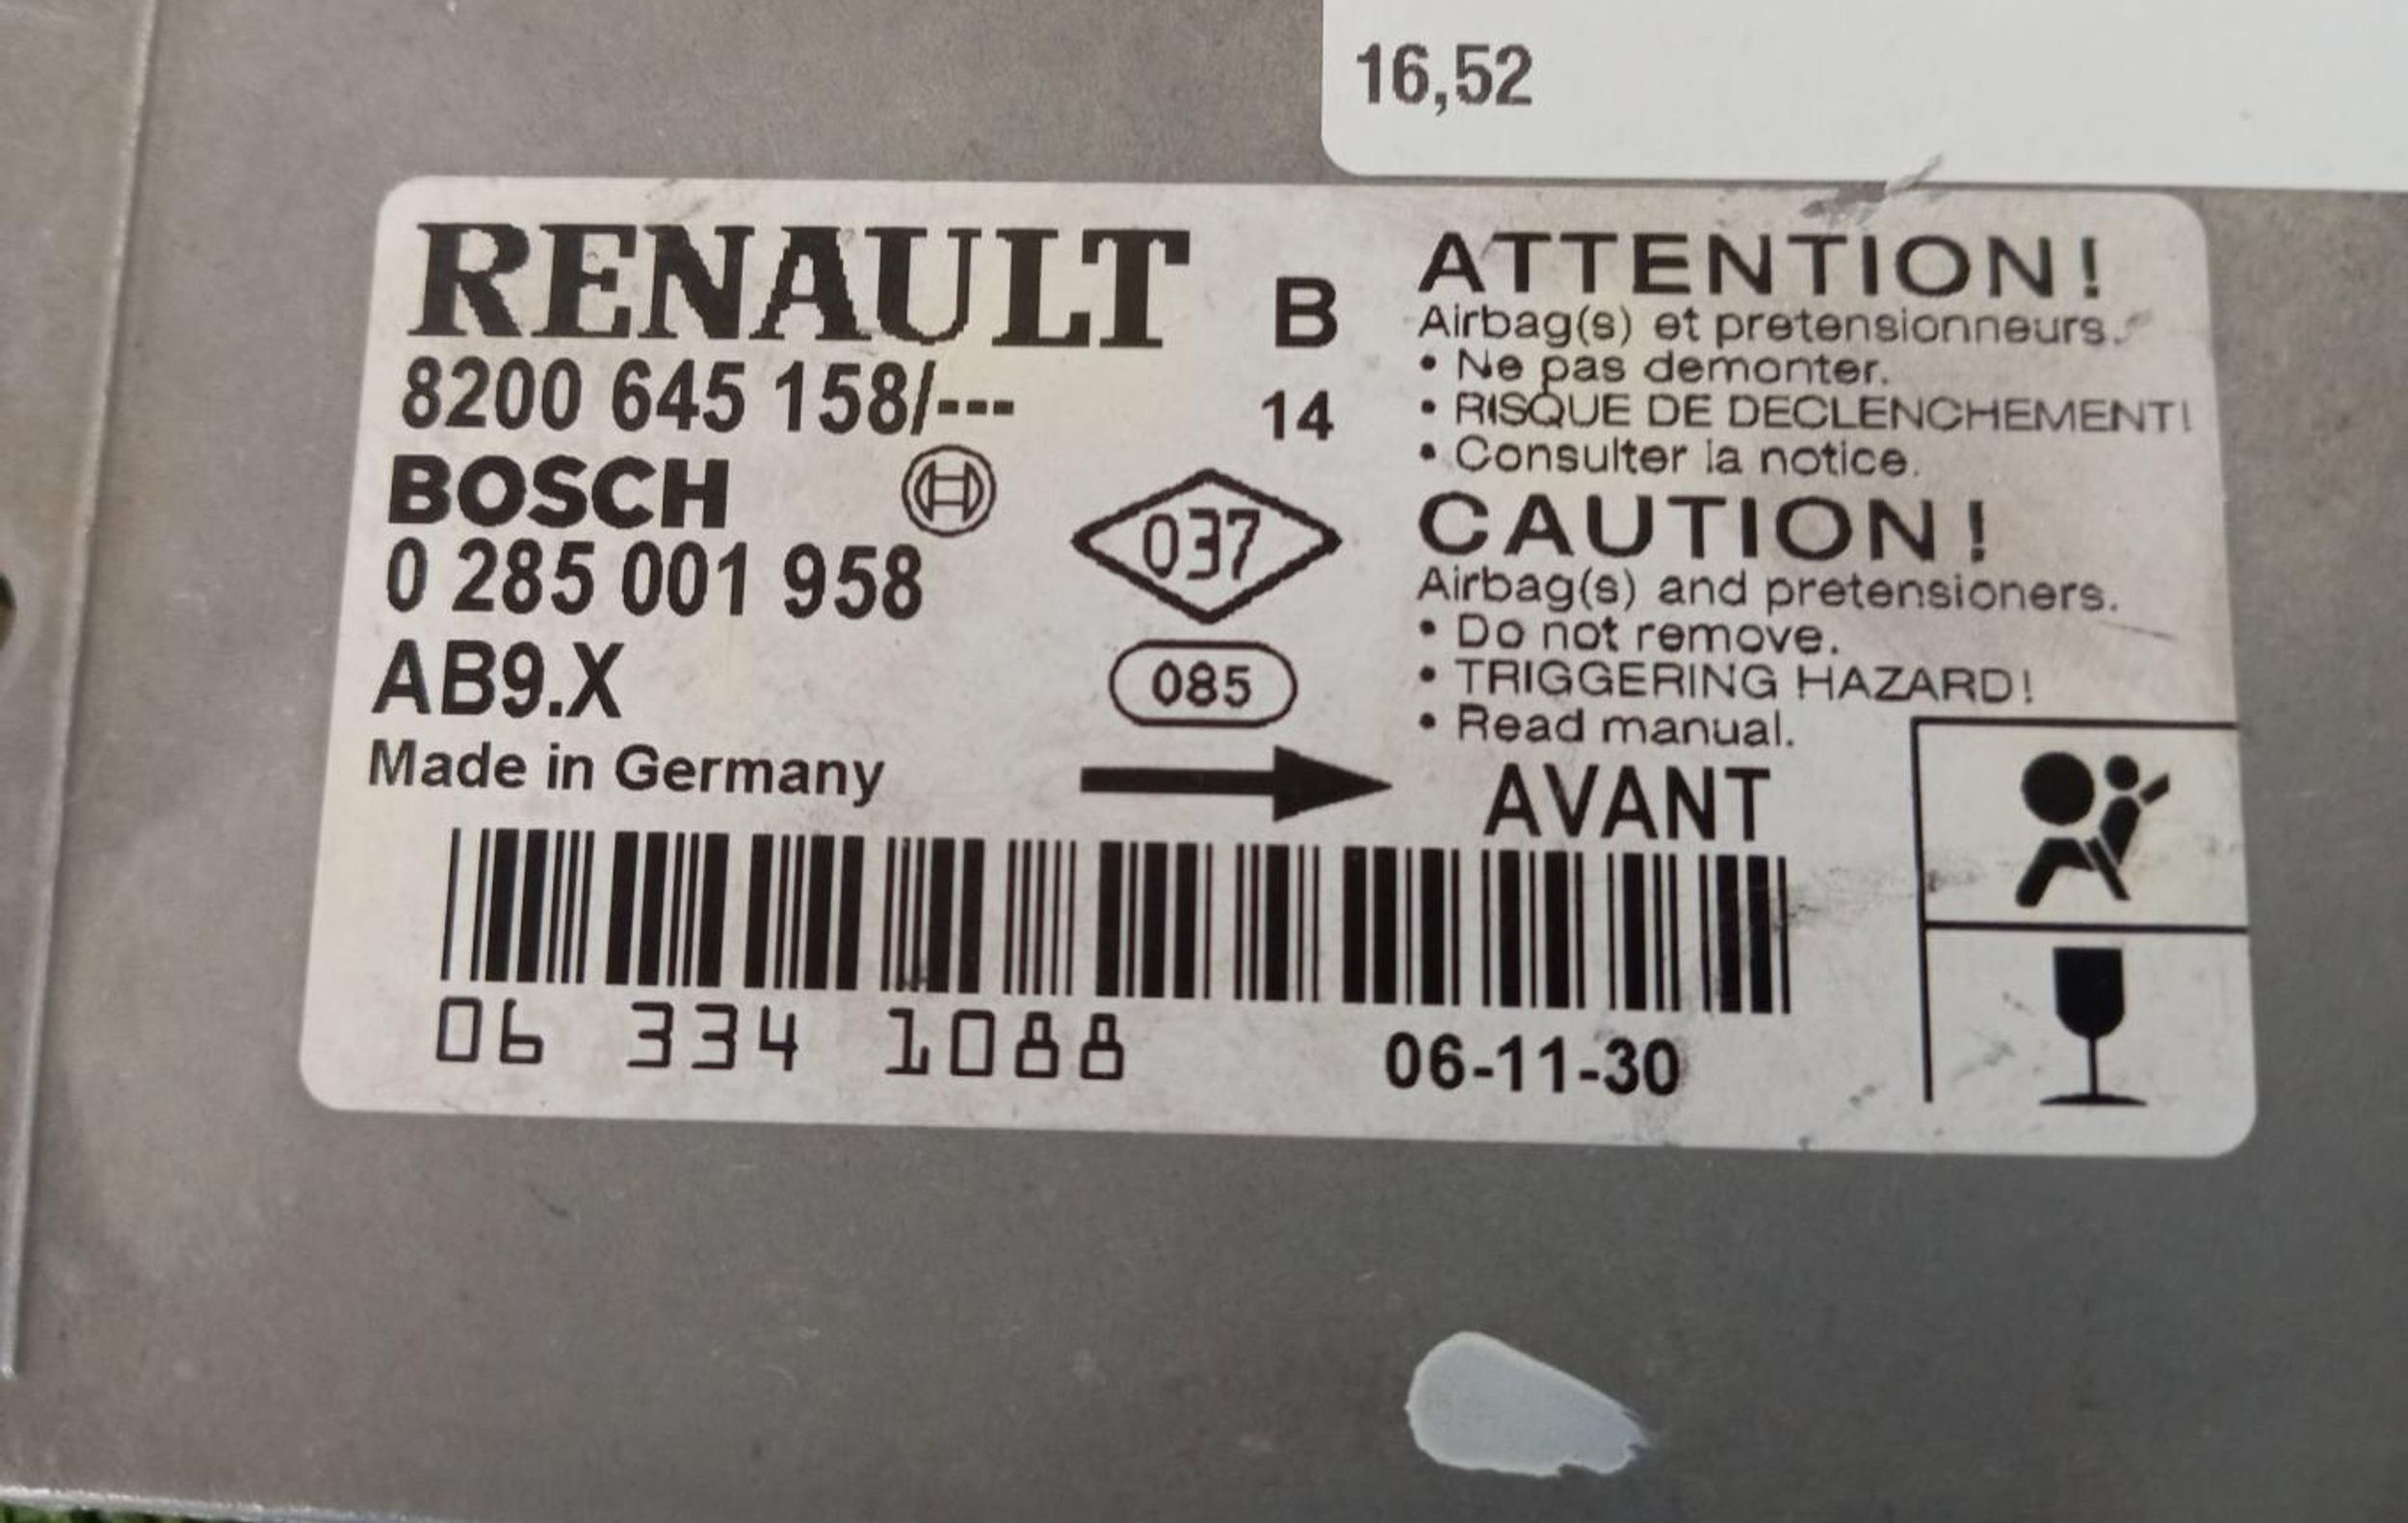 16,52
RENAULT
B
8200 645 158/---
14
BOSCH
037
0 285 001 958
AB9.X
085
Made in Germany
ATTENTION!
Airbag(s) et pretensionneurs.
• Ne pas demonter.
• RISQUE DE DECLENCHEMENT!
• Consulter la notice.
CAUTION!
Airbag(s) and pretensioners.
• Do not remove.
• TRIGGERING HAZARD!
• Read manual.
AVANT
06 334 1088
06-11-30